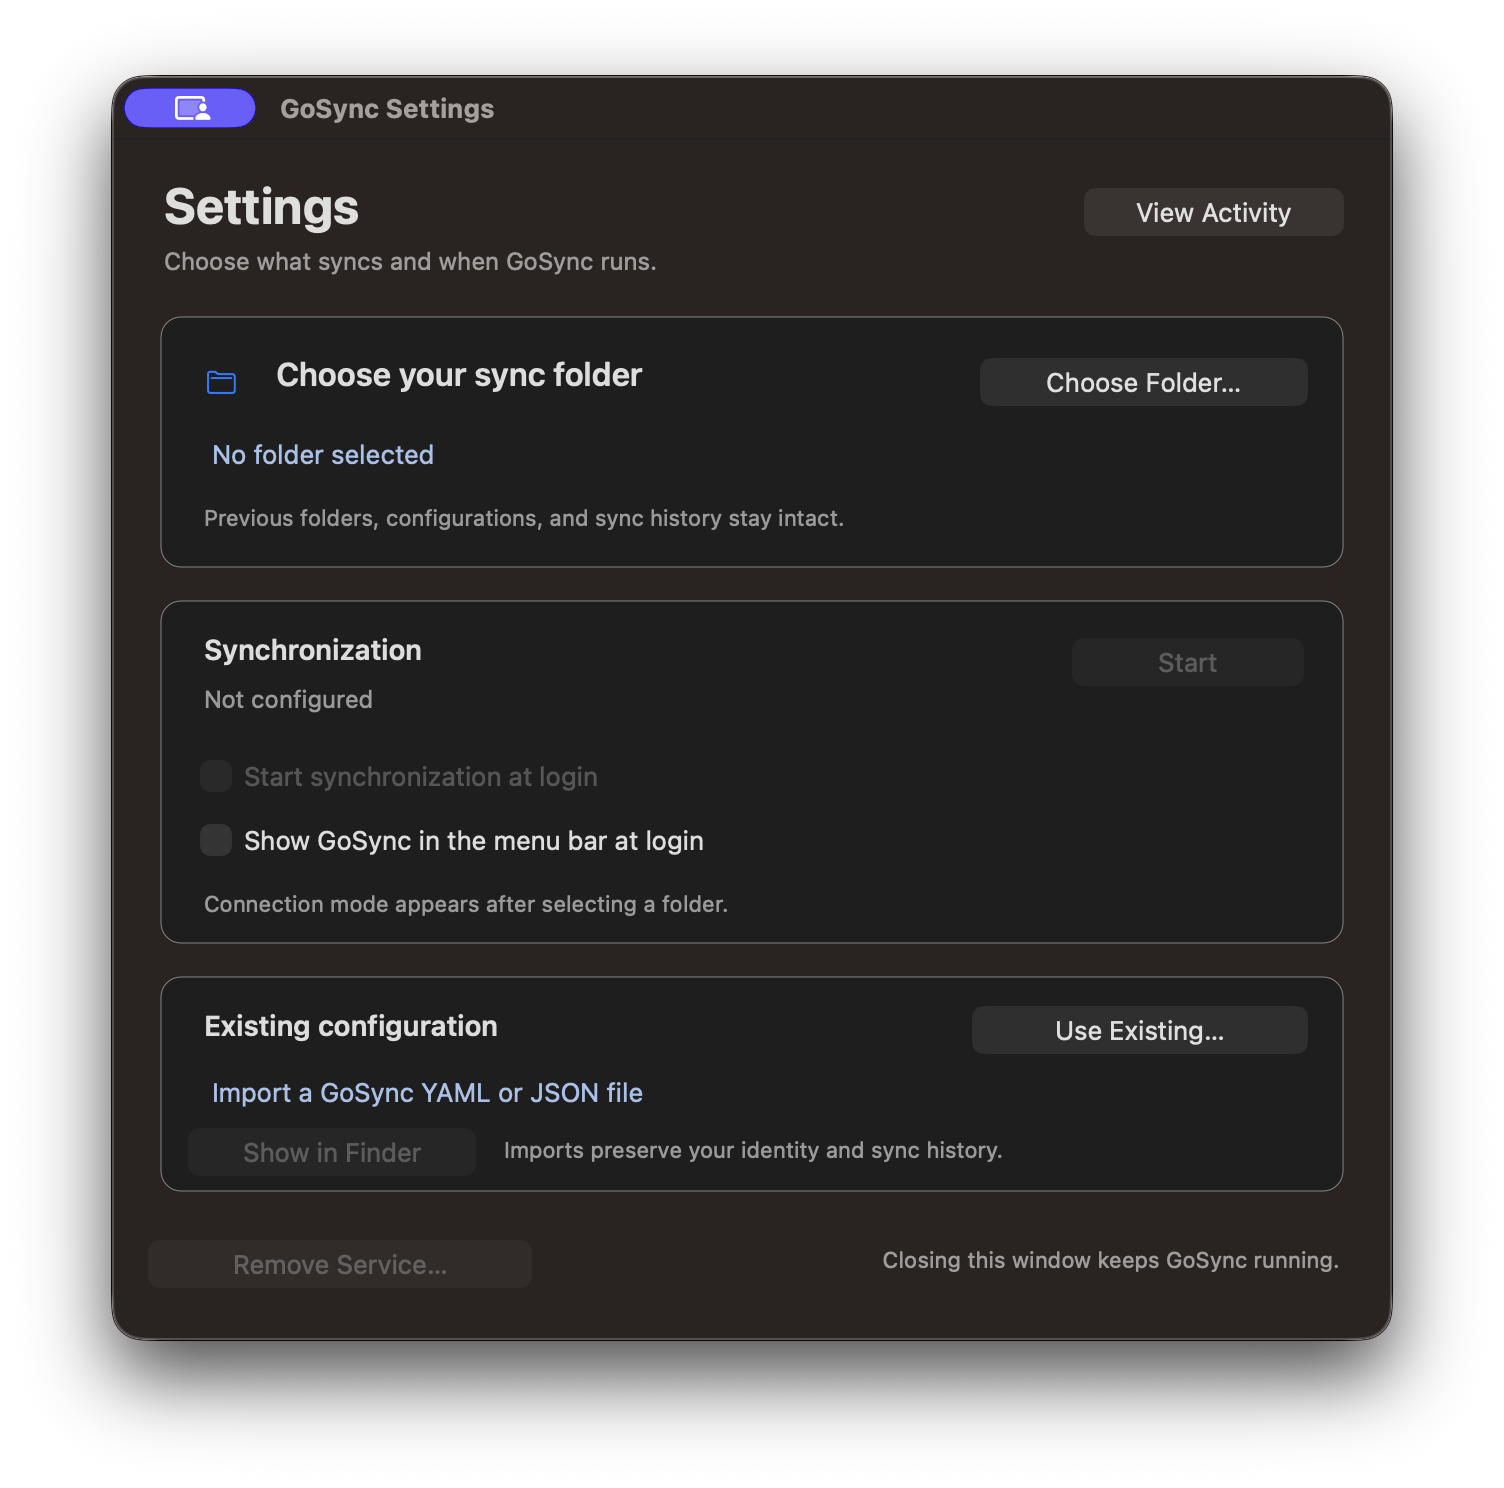 GoSync Settings
Settings
View Activity
Choose what syncs and when GoSync runs.
Choose your sync folder
Choose Folder...
No folder selected
Previous folders, configurations, and sync history stay intact.
Synchronization
Start
Not configured
Start synchronization at login
Show GoSync in the menu bar at login
Connection mode appears after selecting a folder.
Existing configuration
Use Existing...
Import a GoSync YAML or JSON file
Show in Finder
Imports preserve your identity and sync history.
Remove Service...
Closing this window keeps GoSync running.